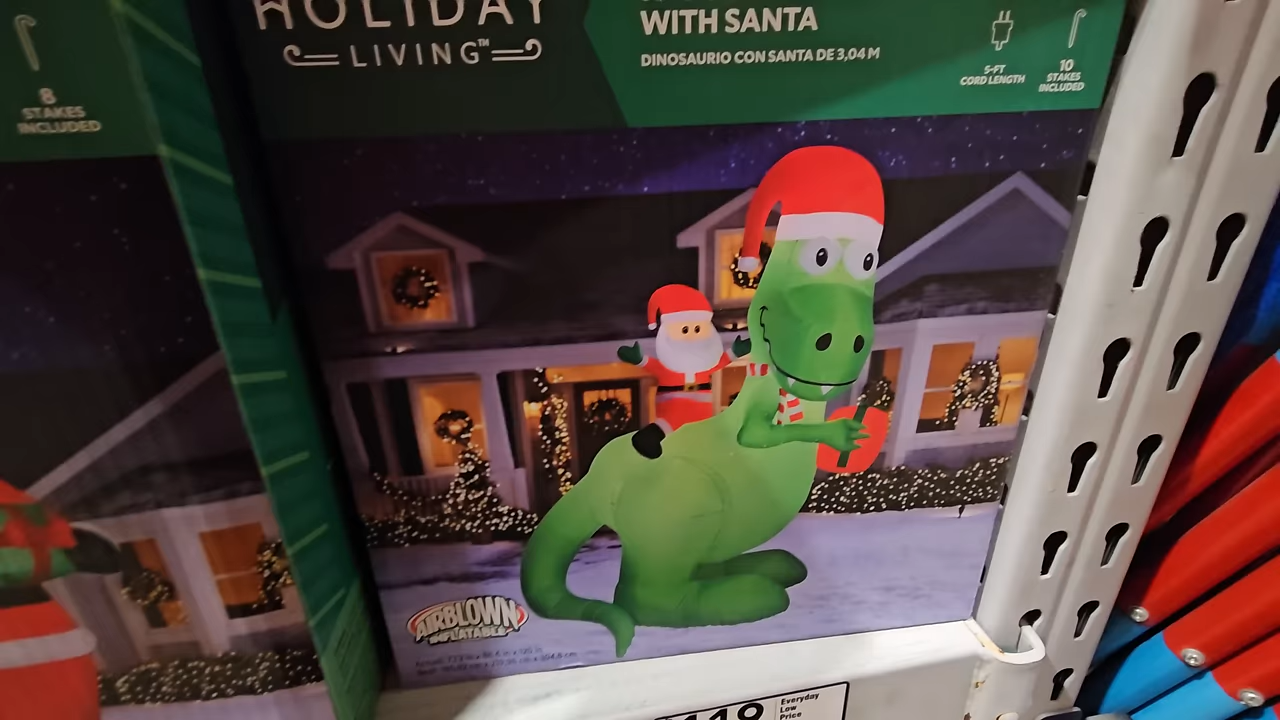 HOLIDAY
LIVING™
WITH SANTA
DINOSAURIO CON SANTA DE 3,04 M
5-FT
CORD LENGTH
10
STAKES
INCLUDED
8
STAKES
INCLUDED
AIRBLOWN
INFLATABLE
Everyday
Low
Price